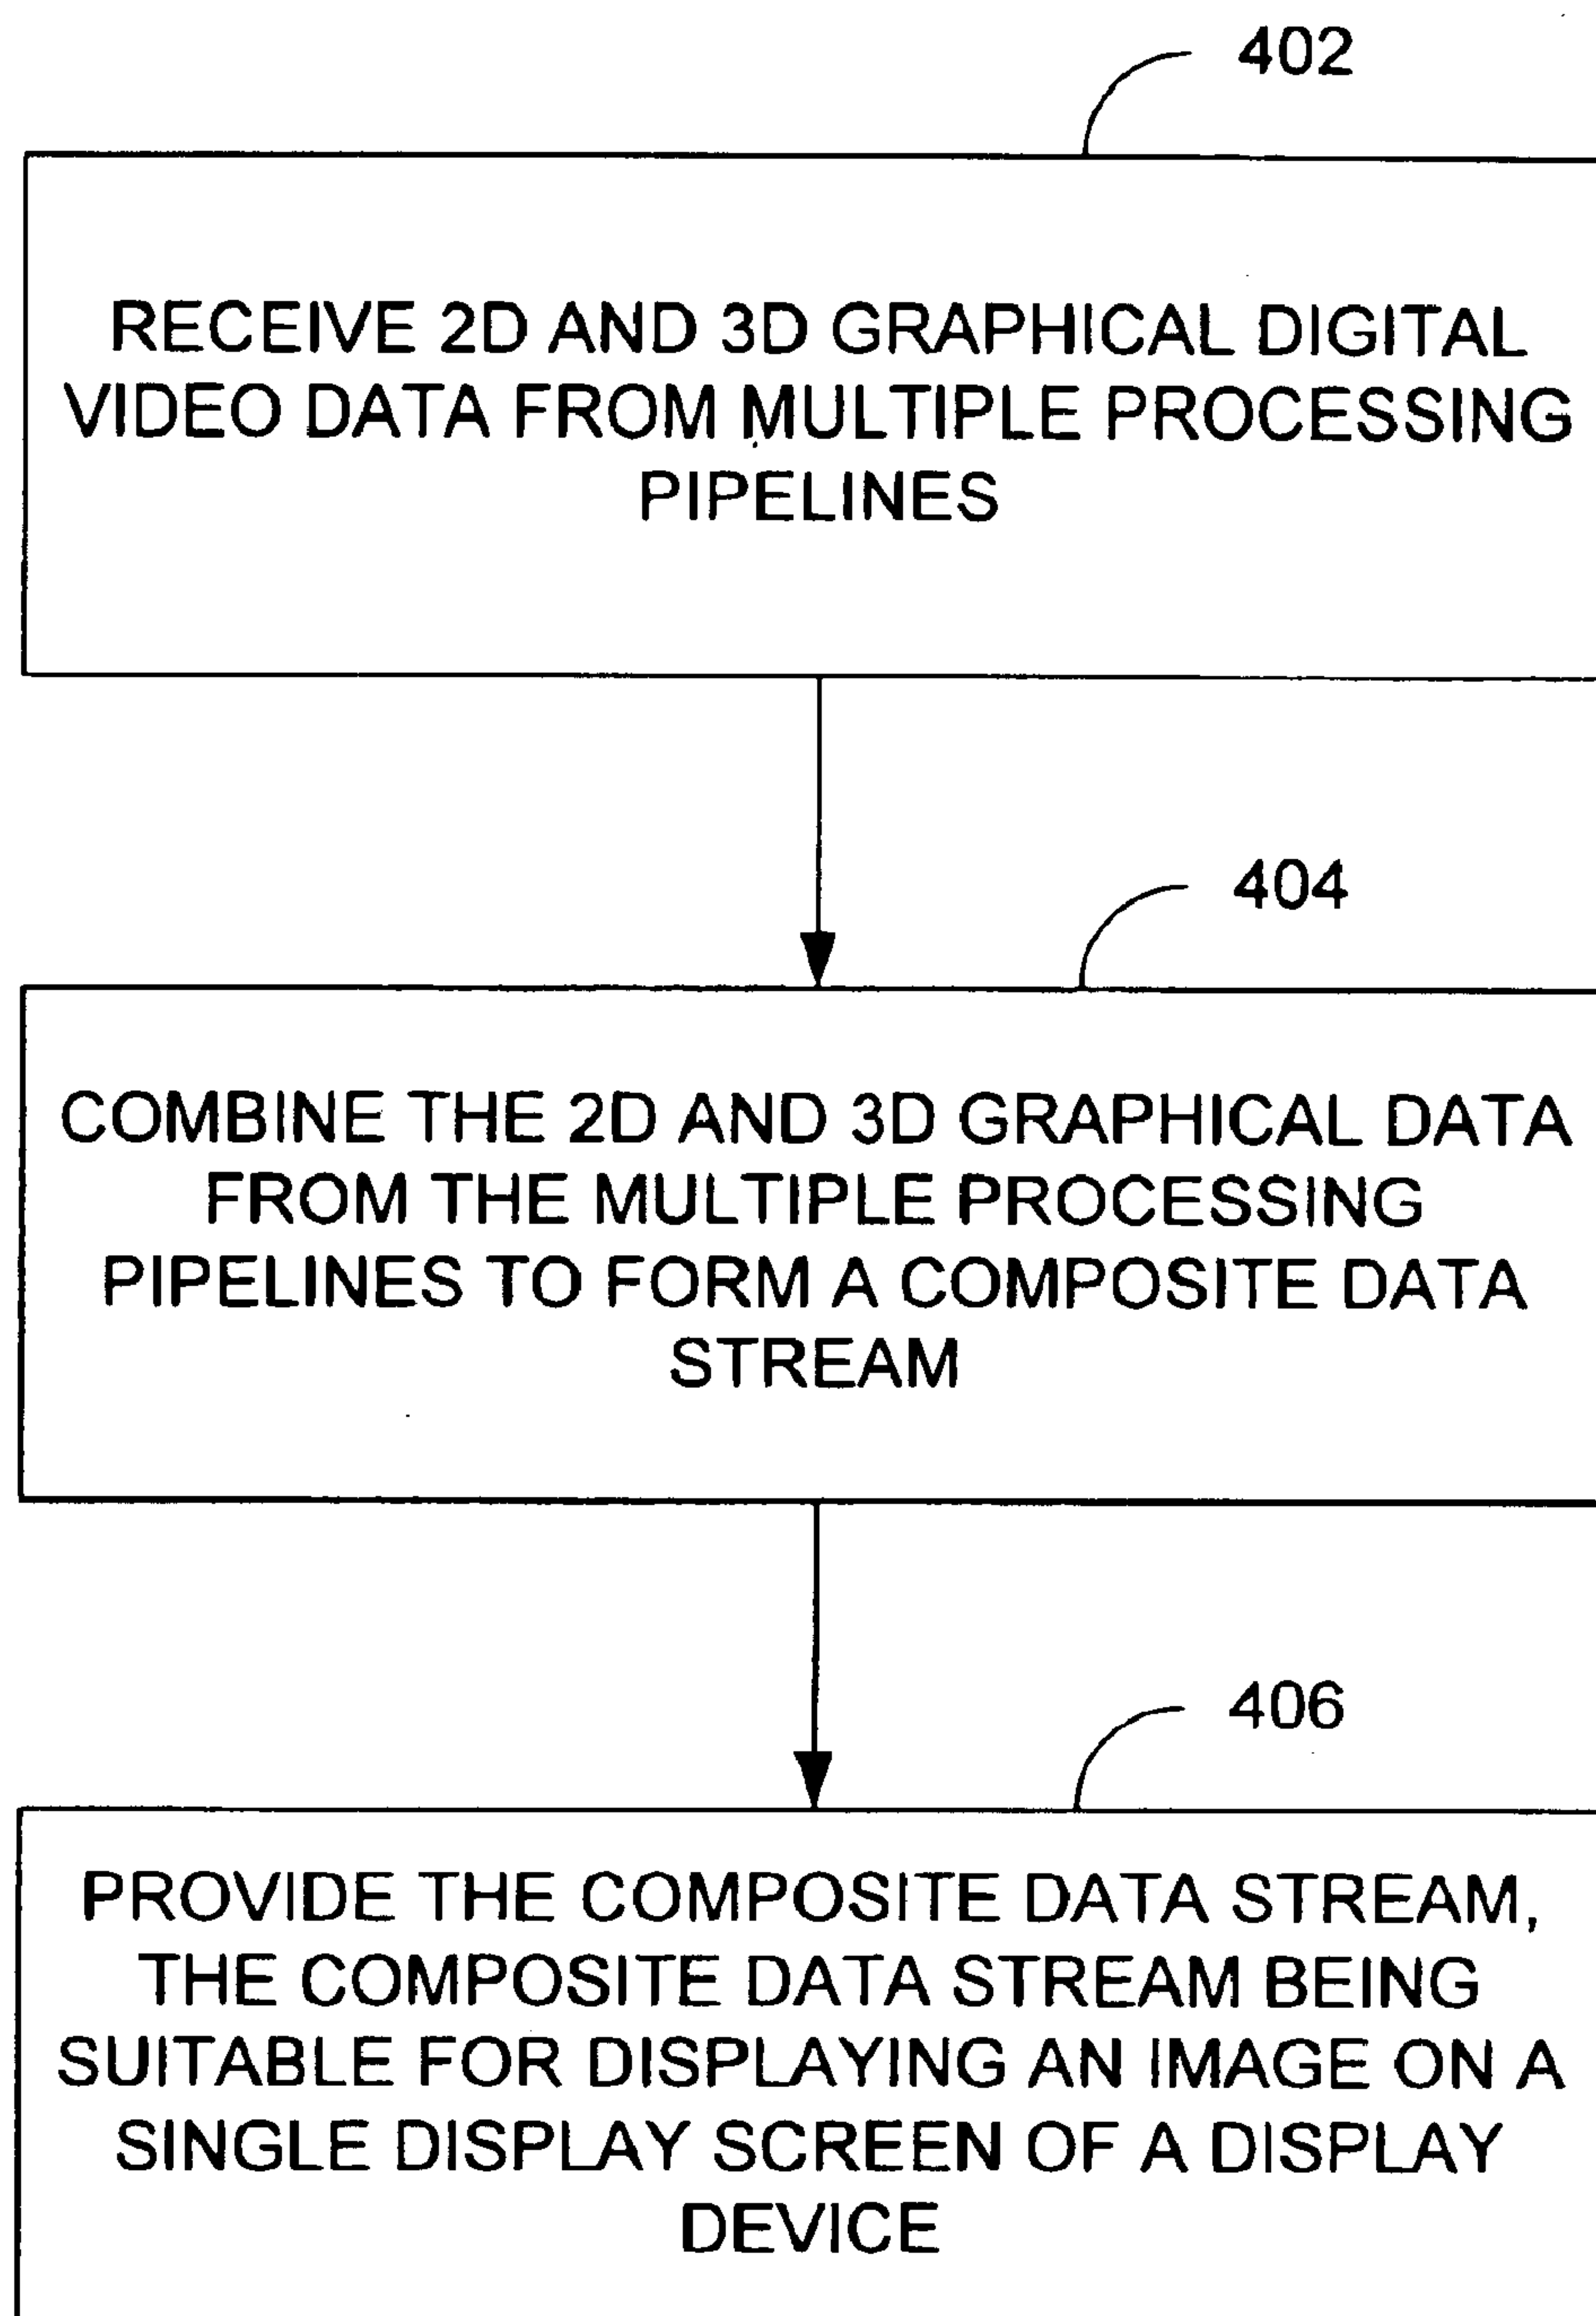 402
RECEIVE 2D AND 3D GRAPHICAL DIGITAL
VIDEO DATA FROM MULTIPLE PROCESSING
PIPELINES
404
COMBINE THE 2D AND 3D GRAPHICAL DATA
FROM THE MULTIPLE PROCESSING
PIPELINES TO FORM A COMPOSITE DATA
STREAM
406
PROVIDE THE COMPOSITE DATA STREAM,
THE COMPOSITE DATA STREAM BEING
SUITABLE FOR DISPLAYING AN IMAGE ON A
SINGLE DISPLAY SCREEN OF A DISPLAY
DEVICE